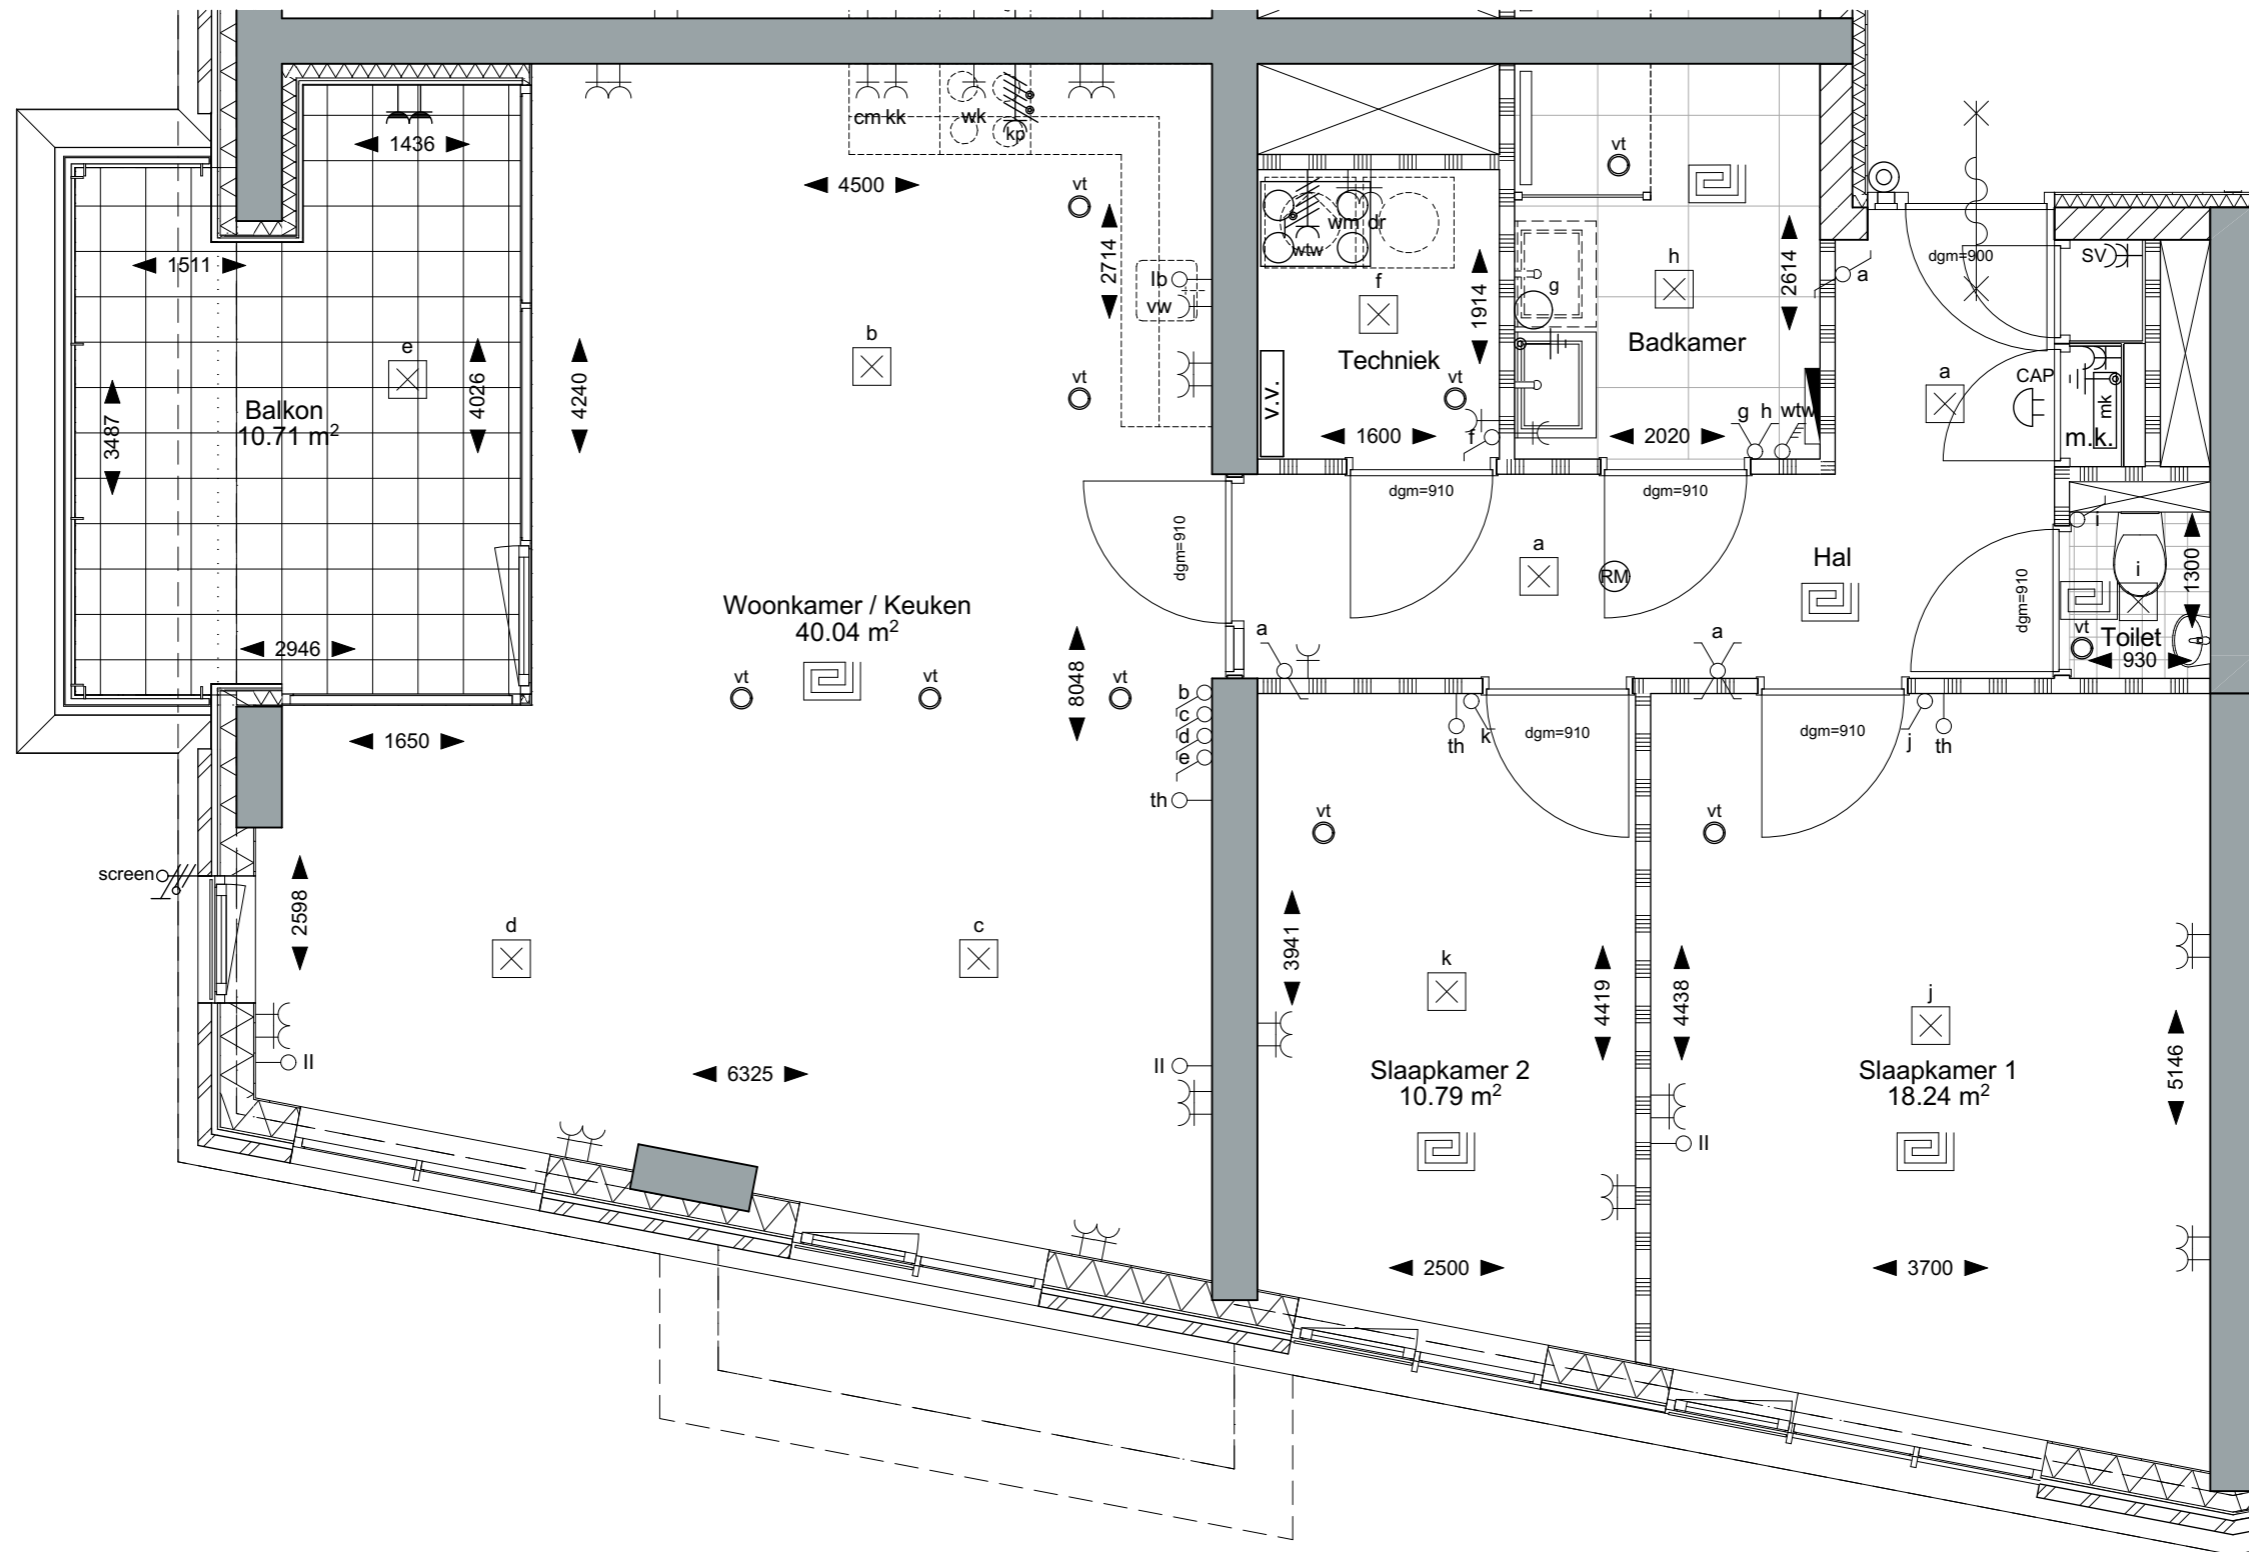 cm kk
wk
kp
1436
4500
vt
vt
2714
1511
lb
vw
wm dr
wtw
f
g
h
2614
a
dgm=900
SV
b
e
1914
Techniek
Badkamer
4026
4240
3487
Balkon
10.71 m²
vt
vt
v.v.
1600
f
2020
g
h
wtw
a
CAP
mk
m.k.
dgm=910
dgm=910
dgm=910
a
RM
Hal
dgm=910
i
i
1300
vt
Toilet
930
Woonkamer / Keuken
40.04 m²
2946
1650
vt
vt
vt
8048
a
a
b
c
d
e
th
th
k
dgm=910
dgm=910
j
th
vt
vt
screen
2598
d
c
3941
k
4419
4438
j
5146
ll
6325
ll
Slaapkamer 2
10.79 m²
Slaapkamer 1
18.24 m²
ll
2500
3700